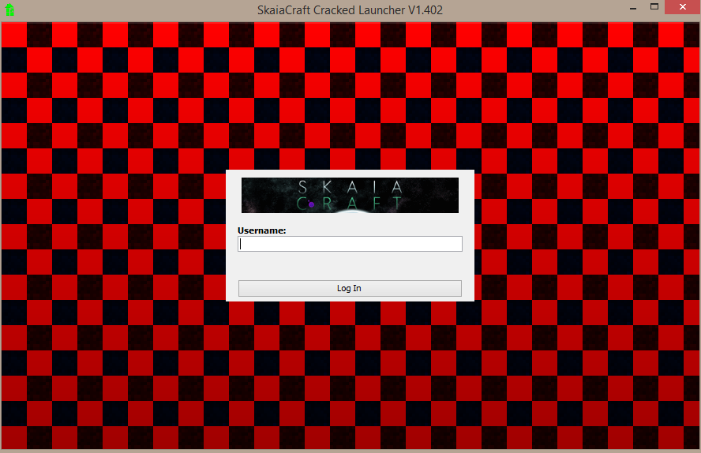 SkaiaCraft Cracked Launcher V1.402
SKAIA
CRAFT
Username:
Log In